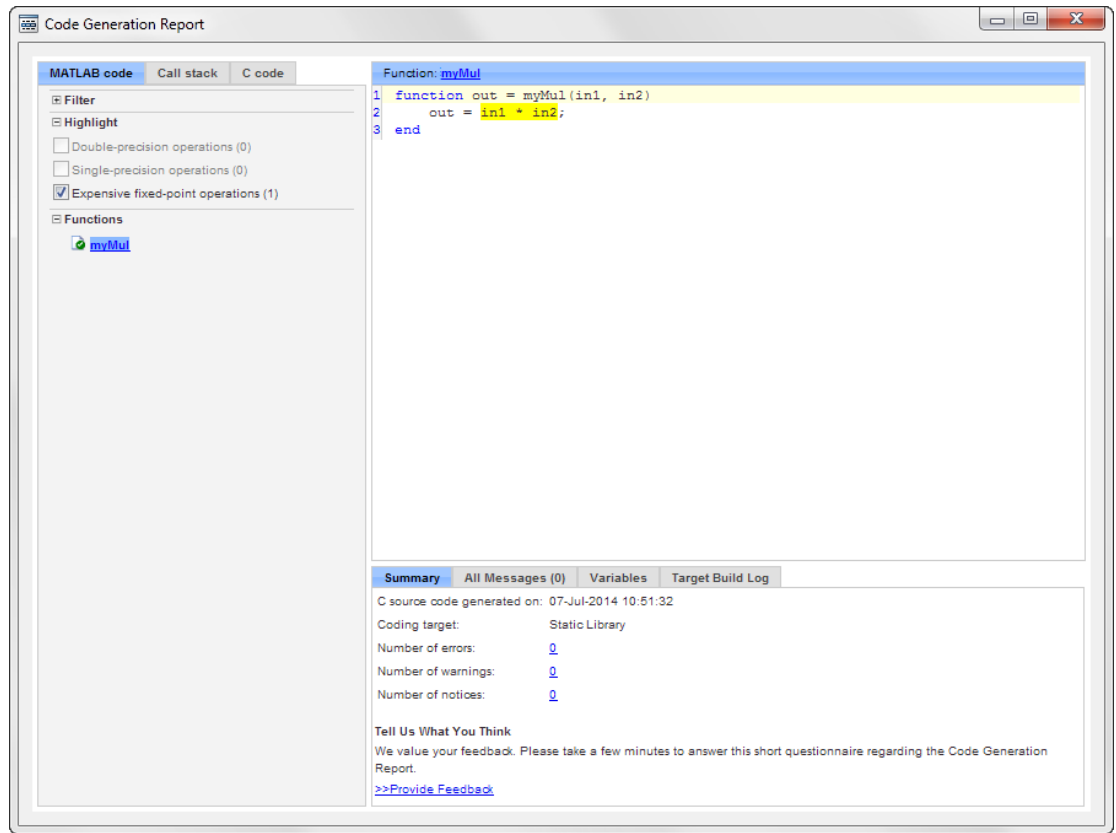 Code Generation Report
MATLAB code Call stack C code
Filter
Highlight
Double-precision operations (0)
Single-precision operations (0)
Expensive fixed-point operations (1)
Functions
myMul
Function: myMul
1 function out = myMul(in1, in2)
2 out = in1 * in2;
3 end
Summary All Messages (0) Variables Target Build Log
C source code generated on: 07-Jul-2014 10:51:32
Coding target: Static Library
Number of errors: 0
Number of warnings: 0
Number of notices: 0
Tell Us What You Think
We value your feedback. Please take a few minutes to answer this short questionnaire regarding the Code Generation
Report.
>>Provide Feedback